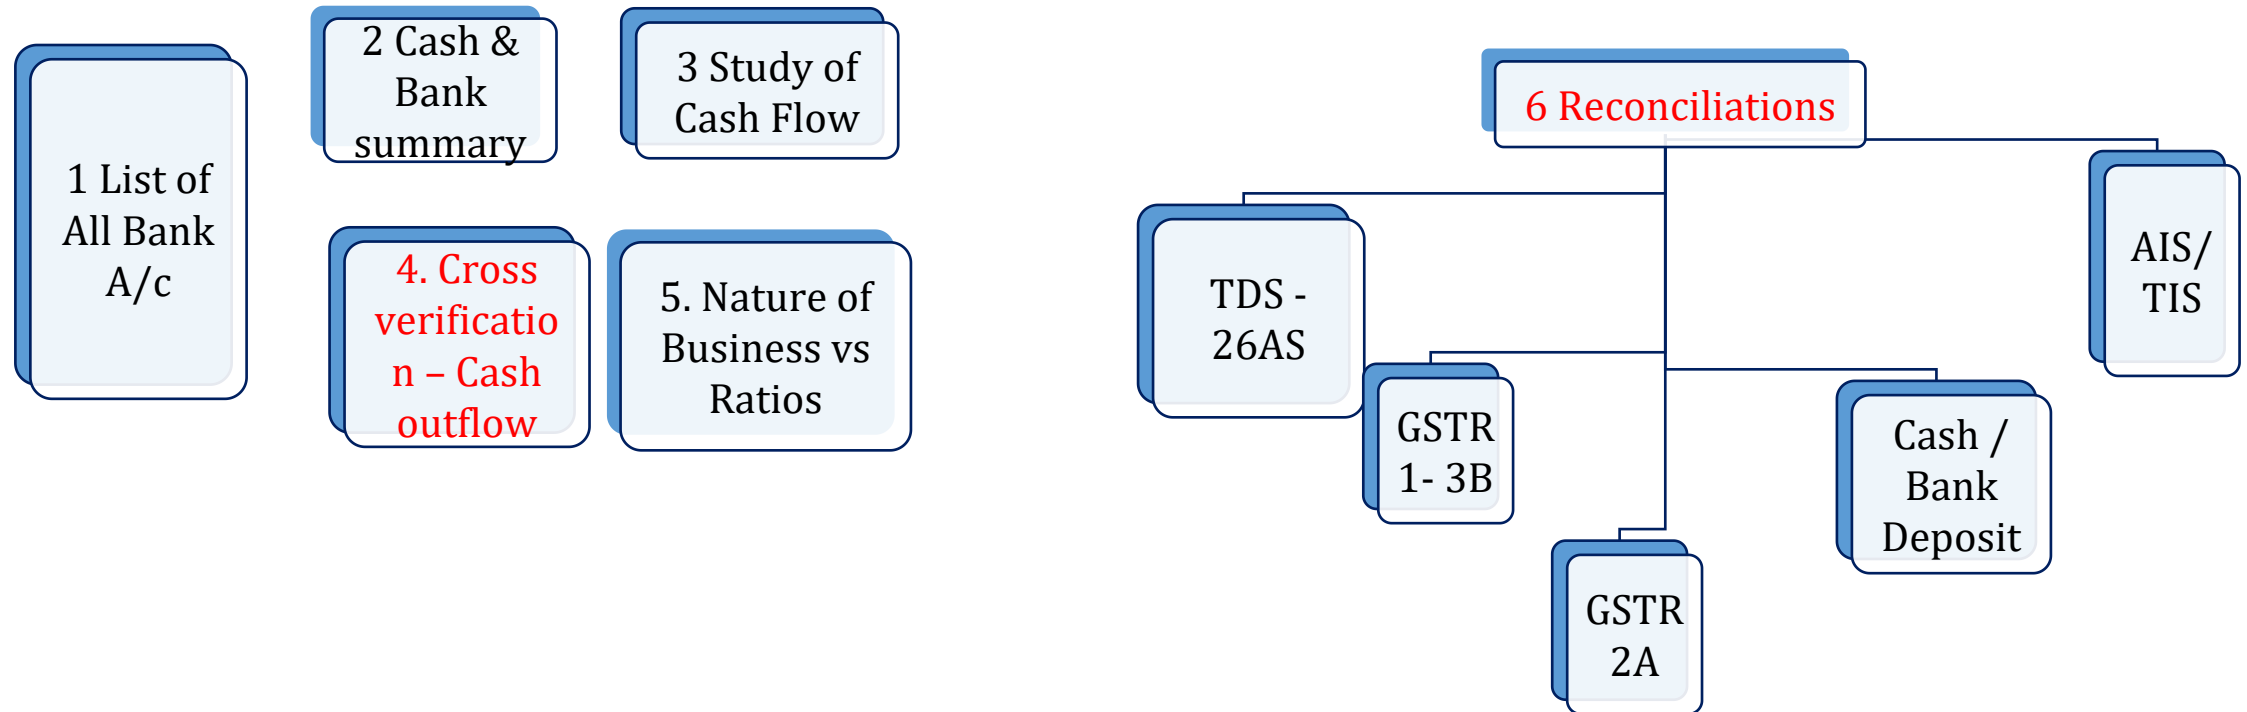 1 List of
All Bank
A/c
2 Cash &
Bank
summary
3 Study of
Cash Flow
4. Cross
verificatio
n – Cash
outflow
5. Nature of
Business vs
Ratios
6 Reconciliations
TDS -
26AS
GSTR
1- 3B
GSTR
2A
Cash /
Bank
Deposit
AIS/
TIS